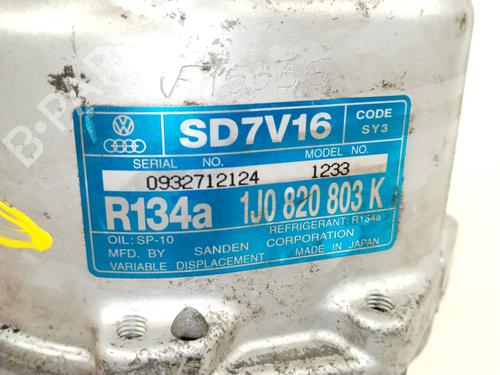 SD7V16
CODE
SY3
SERIAL NO.
MODEL NO.
0932712124
1233
R134a
1J0 820 803 K
OIL: SP-10
REFRIGERANT: R134a
MFD. BY SANDEN CORPORATION
VARIABLE DISPLACEMENT MADE IN JAPAN
B-PARTS